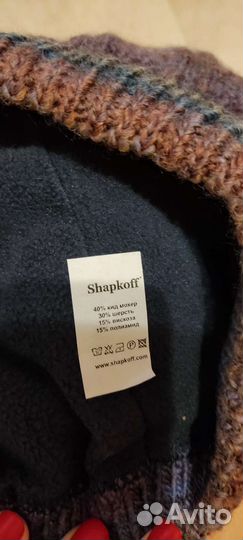 Shapkoff
40% кид мохер
30% шерсть
15% вискоза
15% полиамид
www.shapkoff.com
Avito